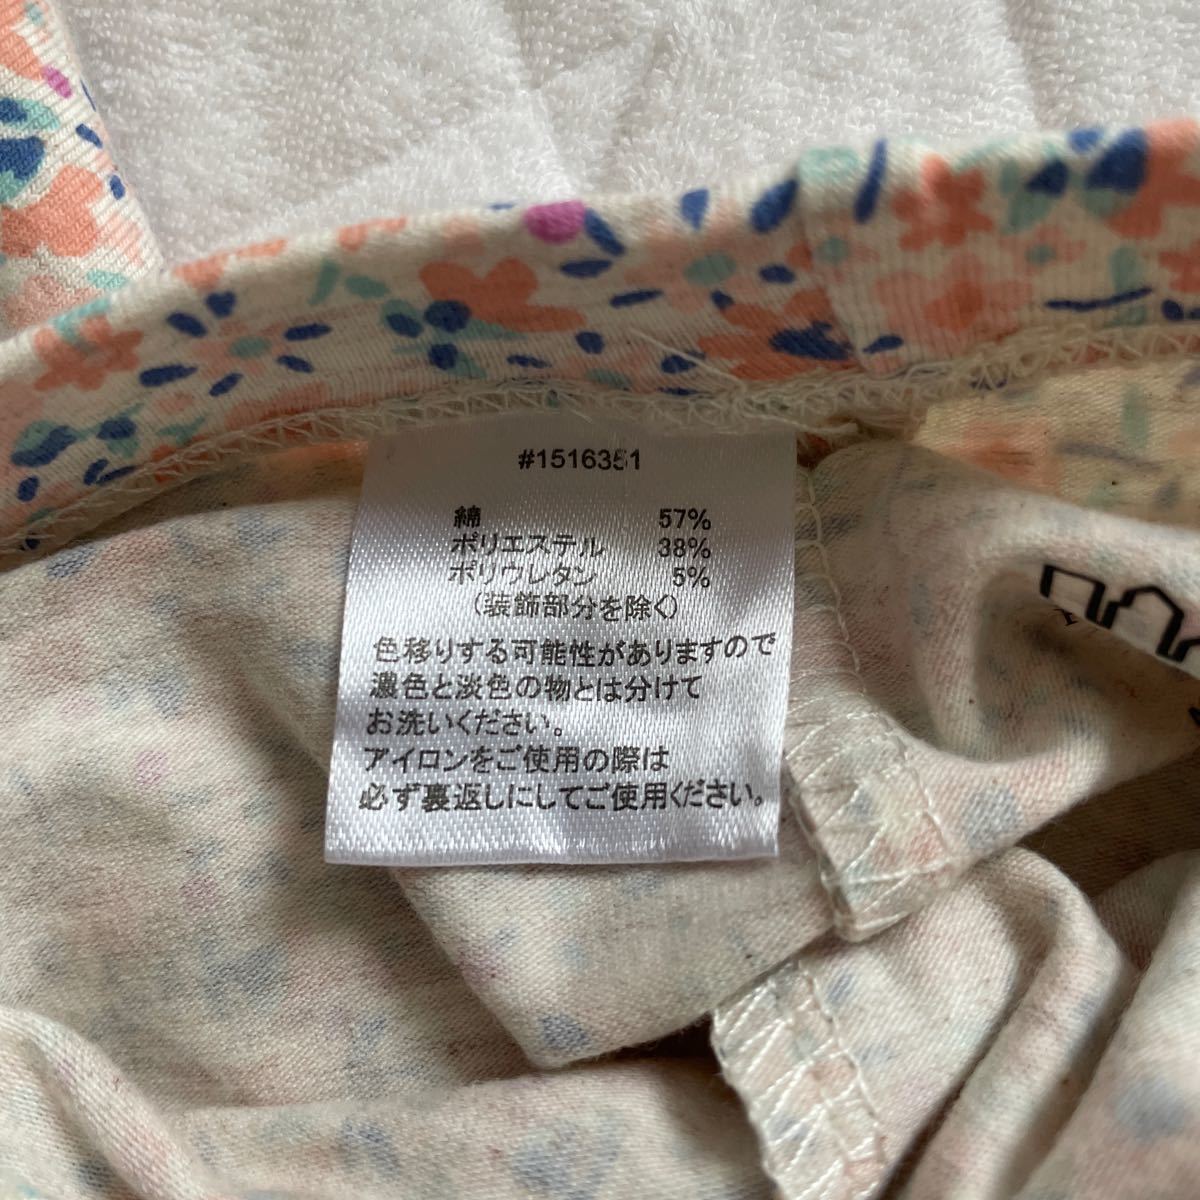 #1516351
綿 57%
ポリエステル 38%
ポリウレタン 5%
(装飾部分を除く)
色移りする可能性がありますので
濃色と淡色の物とは分けて
お洗いください。
アイロンをご使用の際は
必ず裏返しにしてご使用ください。